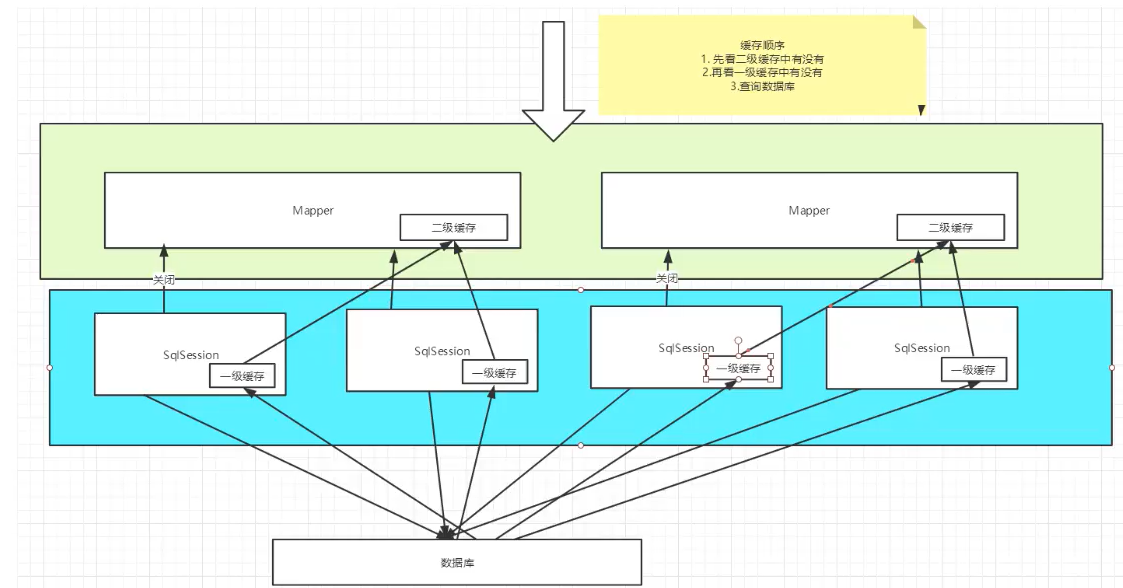 缓存顺序
1. 先看二级缓存中有没有
2.再看一级缓存中有没有
3.查询数据库
Mapper
二级缓存
Mapper
二级缓存
关闭
关闭
SqlSession
一级缓存
SqlSession
一级缓存
SqlSession
一级缓存
SqlSession
一级缓存
数据库